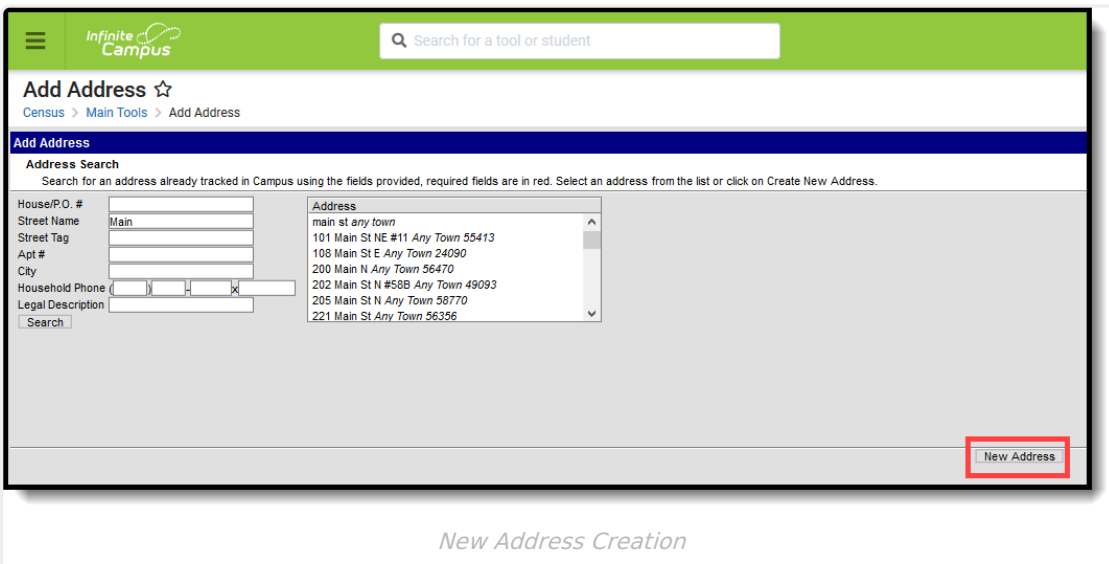 Infinite
Campus
Search for a tool or student
Add Address
Census > Main Tools > Add Address
Add Address
Address Search
Search for an address already tracked in Campus using the fields provided, required fields are in red. Select an address from the list or click on Create New Address.
House/P.O. #
Street Name Main
Street Tag
Apt #
City
Household Phone ( ) - x
Legal Description
Search
Address
main st any town
101 Main St NE #11 Any Town 55413
108 Main St E Any Town 24090
200 Main N Any Town 56470
202 Main St N #58B Any Town 49093
205 Main St N Any Town 58770
221 Main St Any Town 56356
New Address
New Address Creation